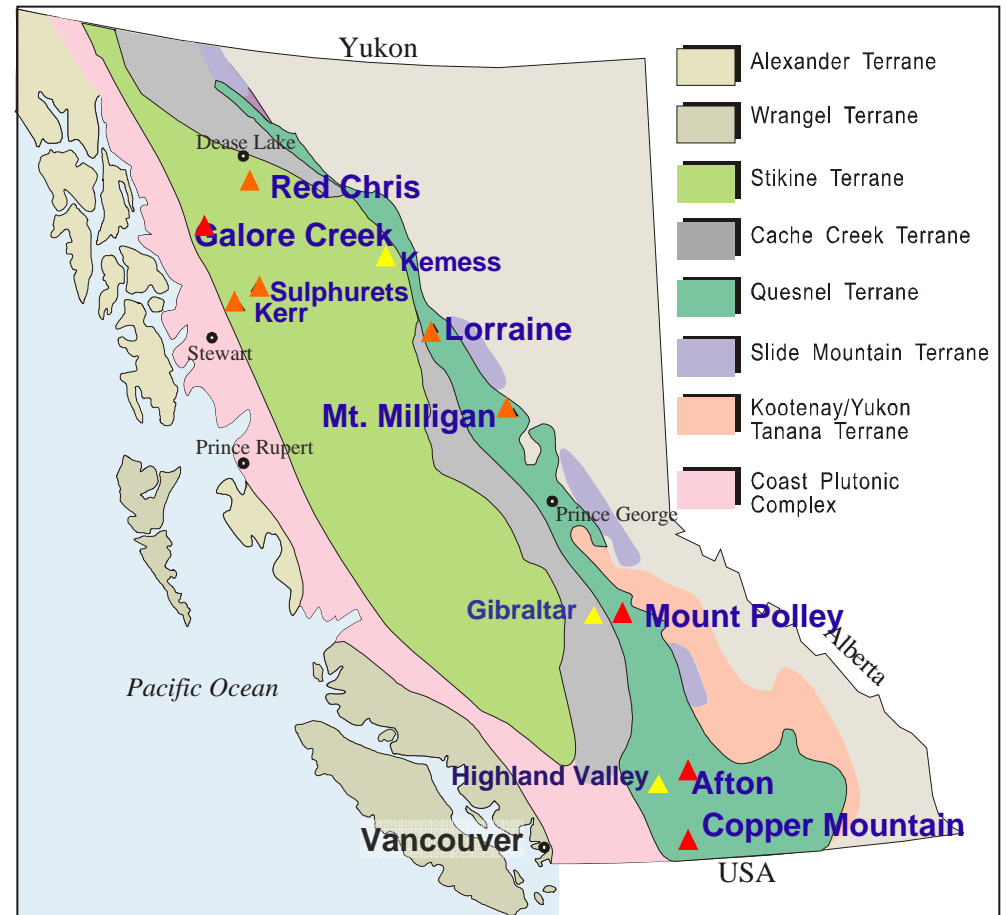 Yukon
Alexander Terrane
Wrangel Terrane
Dease Lake
Red Chris
Stikine Terrane
Galore Creek
Cache Creek Terrane
Kemess
Sulphurets
Kerr
Quesnel Terrane
Lorraine
Stewart
Slide Mountain Terrane
Mt. Milligan
Kootenay/Yukon
Tanana Terrane
Prince Rupert
Coast Plutonic
Complex
Prince George
Gibraltar
Mount Polley
Alberta
Pacific Ocean
Highland Valley
Afton
Copper Mountain
Vancouver
USA